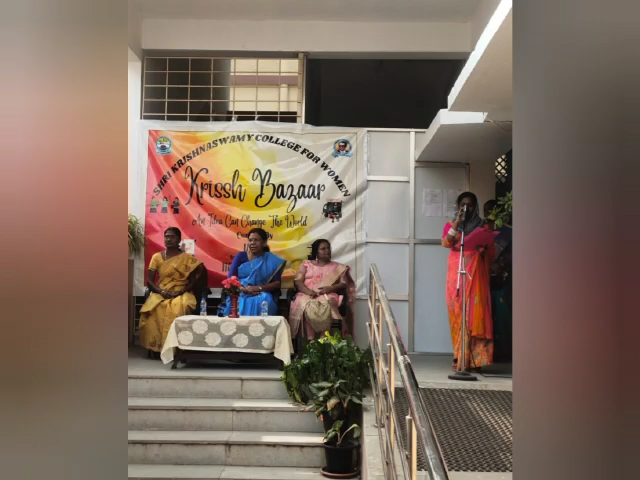 SHRI KRISHNASWAMY COLLEGE FOR WOMEN
Krissh Bazaar
An Idea Can Change The World